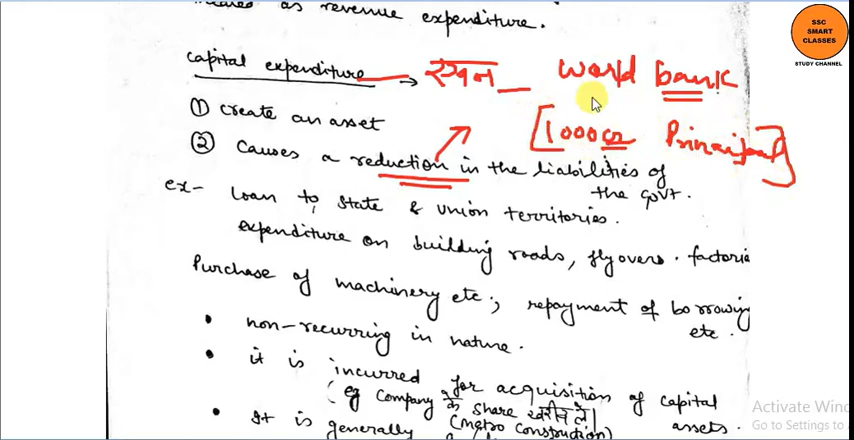 as revenue expenditure.
SSC
SMART
CLASSES
STUDY CHANNEL
Capital expenditure → World bank
① Create an asset [1000cr Principal]
② Causes a reduction in the liabilities of
the Govt.
ex- Loan to State & union territories.
expenditure on building roads, flyovers. factorie
Purchase of machinery etc., repayment of borrowing
etc.
• non-recurring in nature.
• it is incurred for acquisition of capital
assets.
(eg Company के share खरीद ले।
• It is generally (metro construction)
Activate Wind
Go to Settings to